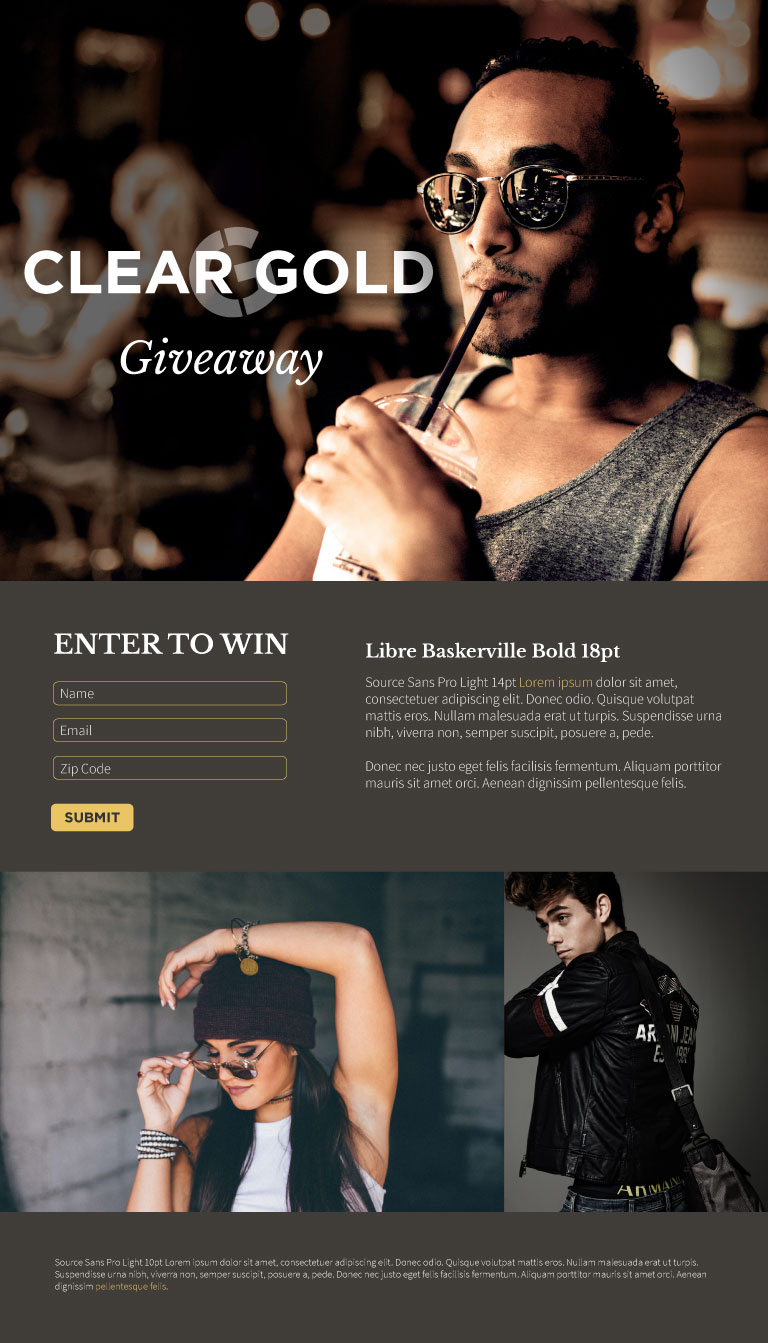 CLEAR GOLD
G
Giveaway
ENTER TO WIN
Name
Email
Zip Code
SUBMIT
Libre Baskerville Bold 18pt
Source Sans Pro Light 14pt Lorem ipsum dolor sit amet,
consectetuer adipiscing elit. Donec odio. Quisque volutpat
mattis eros. Nullam malesuada erat ut turpis. Suspendisse urna
nibh, viverra non, semper suscipit, posuere a, pede.
Donec nec justo eget felis facilisis fermentum. Aliquam porttitor
mauris sit amet orci. Aenean dignissim pellentesque felis.
ARMANI
Source Sans Pro Light 10pt Lorem ipsum dolor sit amet, consectetuer adipiscing elit. Donec odio. Quisque volutpat mattis eros. Nullam malesuada erat ut turpis.
Suspendisse urna nibh, viverra non, semper suscipit, posuere a, pede. Donec nec justo eget felis facilisis fermentum. Aliquam porttitor mauris sit amet orci. Aenean
dignissim pellentesque felis.